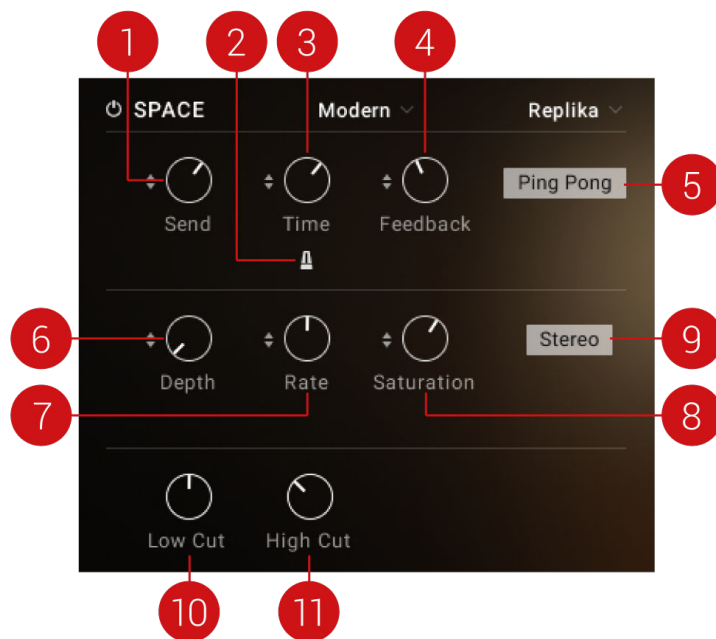 1 2 3 4
SPACE Modern Replika
Ping Pong 5
Send Time Feedback
6 Stereo 9
Depth Rate Saturation
7 8
Low Cut High Cut
10 11